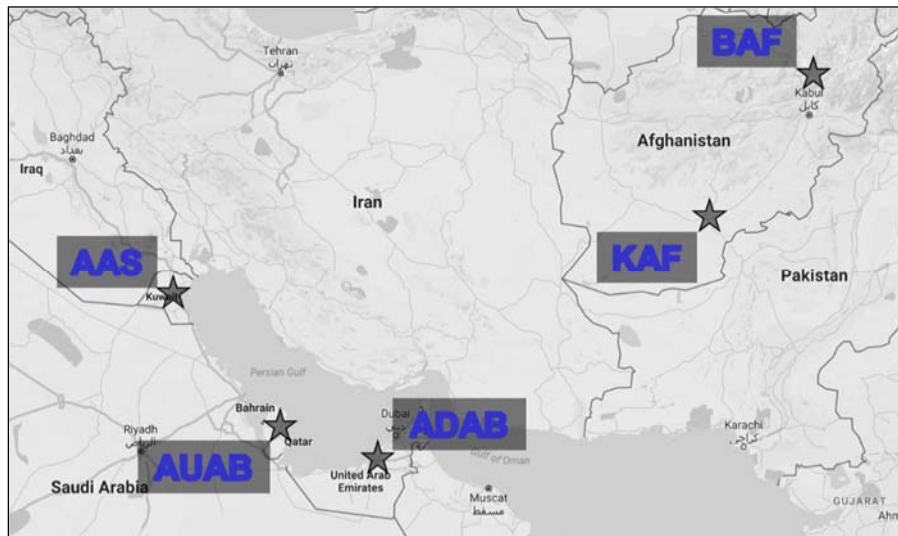 BAF
Tehran
تهران
Kabul
کابل
Baghdad
بغداد
Afghanistan
Iraq
Iran
AAS
KAF
Pakistan
Kuwait
Persian Gulf
Bahrain
Dubai
دبي
ADAB
Riyadh
الرياض
Qatar
Karachi
کراچی
AUAB
Gulf of Oman
United Arab
Emirates
Saudi Arabia
Muscat
مسقط
GUJARAT
Ahm